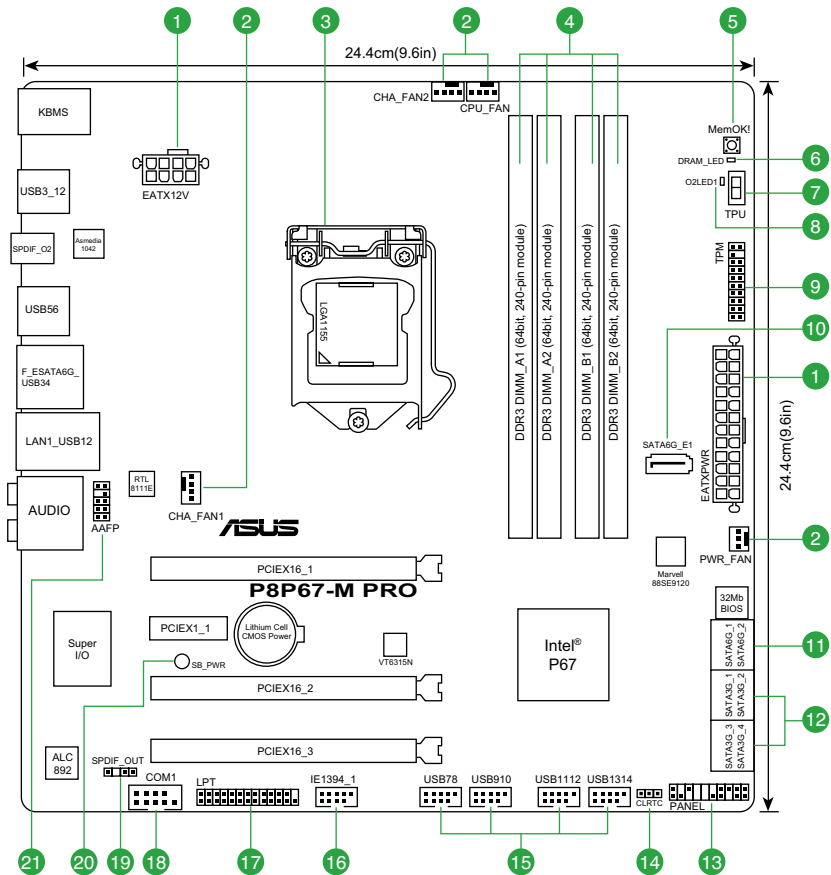 1
2
3
2
4
5
24.4cm(9.6in)
KBMS
CHA_FAN2
CPU_FAN
MemOK!
DRAM_LED
6
EATX12V
USB3_12
O2LED1
7
TPU
8
SPDIF_O2
Asmedia
1042
TPM
9
USB56
LGA1155
DDR3 DIMM_A1 (64bit, 240-pin module)
DDR3 DIMM_A2 (64bit, 240-pin module)
DDR3 DIMM_B1 (64bit, 240-pin module)
DDR3 DIMM_B2 (64bit, 240-pin module)
10
F_ESATA6G_
USB34
1
LAN1_USB12
SATA6G_E1
EATXPWR
24.4cm(9.6in)
RTL
8111E
AUDIO
AAFP
CHA_FAN1
ASUS
2
PWR_FAN
Marvell
88SE9120
PCIEX16_1
P8P67-M PRO
32Mb
BIOS
Super
I/O
PCIEX1_1
Lithium Cell
CMOS Power
VT6315N
Intel®
P67
SATA6G_1
SATA6G_2
11
SB_PWR
PCIEX16_2
SATA3G_1
SATA3G_2
12
SATA3G_3
SATA3G_4
PCIEX16_3
ALC
892
SPDIF_OUT
COM1
LPT
IE1394_1
USB78
USB910
USB1112
USB1314
CLRTC
PANEL
21
20
19
18
17
16
15
14
13